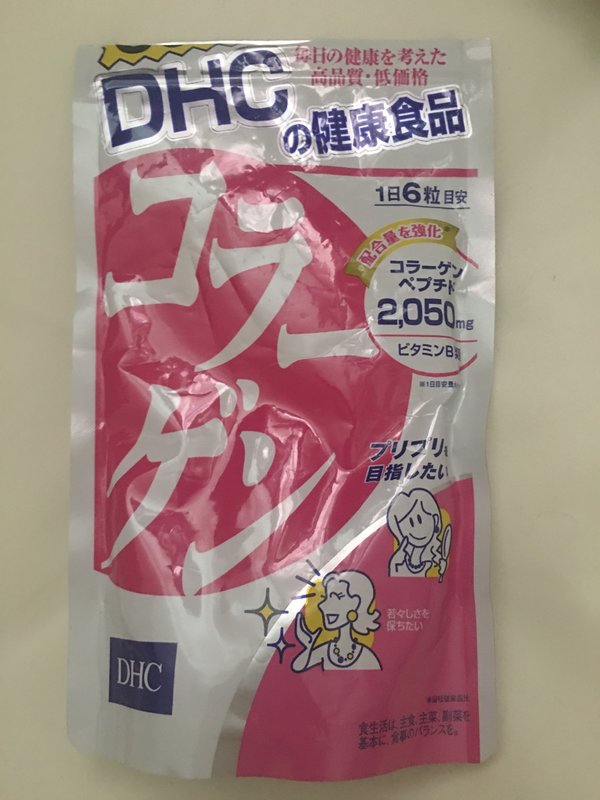 毎日の健康を考えた
高品質・低価格
DHC
の健康食品
コラーゲン
1日6粒目安
配合量を強化*
コラーゲン
ペプチド
2,050mg
ビタミンB
プリプリを
目指したい
若々しさを
保ちたい
DHC
食生活は、主食、主菜、副菜を
基本に、食事のバランスを。